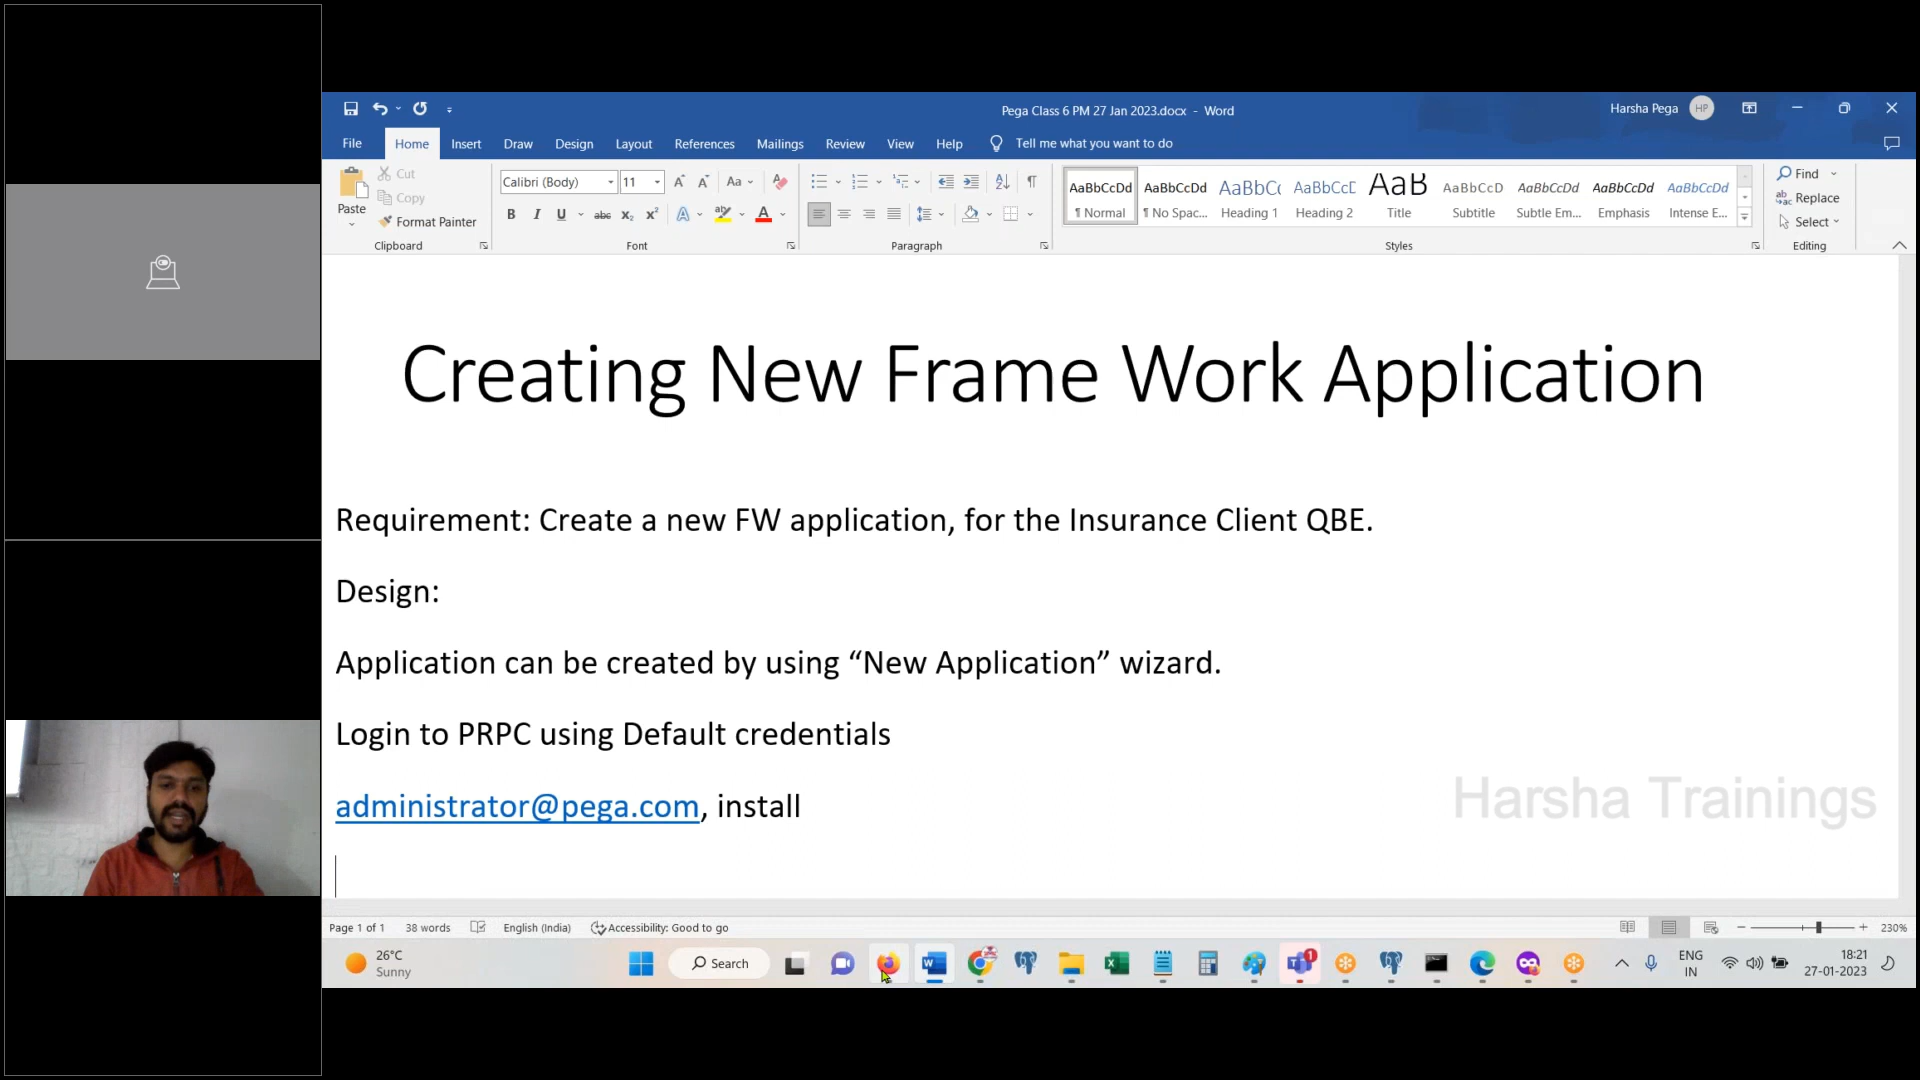 Pega Class 6 PM 27 Jan 2023.docx - Word
Harsha Pega HP
File Home Insert Draw Design Layout References Mailings Review View Help Tell me what you want to do
Paste
Cut
Copy
Format Painter
Clipboard
Calibri (Body) 11
Font
Paragraph
AaBbCcDd AaBbCcDd AaBbCc AaBbCcD AaB AaBbCcD AaBbCcDd AaBbCcDd AaBbCcDd
¶ Normal ¶ No Spac... Heading 1 Heading 2 Title Subtitle Subtle Em... Emphasis Intense E...
Styles
Find
Replace
Select
Editing
Creating New Frame Work Application
Requirement: Create a new FW application, for the Insurance Client QBE.
Design:
Application can be created by using “New Application” wizard.
Login to PRPC using Default credentials
administrator@pega.com, install
Harsha Trainings
Page 1 of 1 38 words English (India) Accessibility: Good to go 230%
26°C
Sunny
Search
1
ENG
IN
18:21
27-01-2023